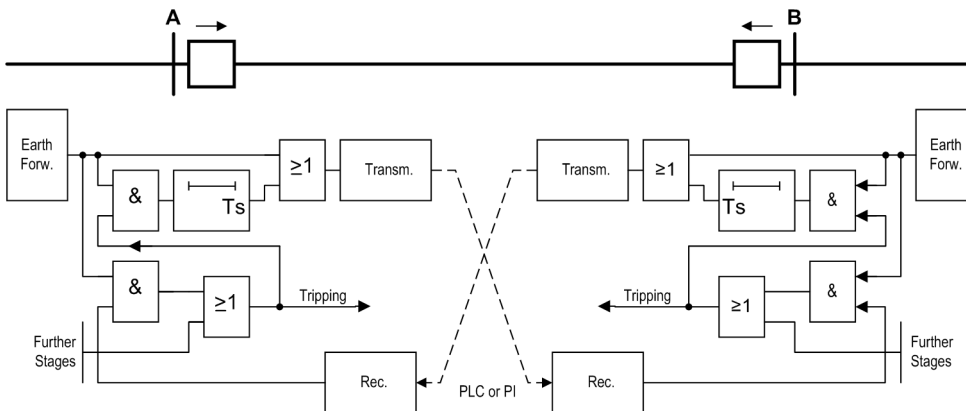 A
B
Earth
Forw.
&
Ts
≥1
Transm.
Transm.
≥1
Ts
&
Earth
Forw.
&
≥1
Tripping
Tripping
≥1
&
Further
Stages
Rec.
PLC or PI
Rec.
Further
Stages